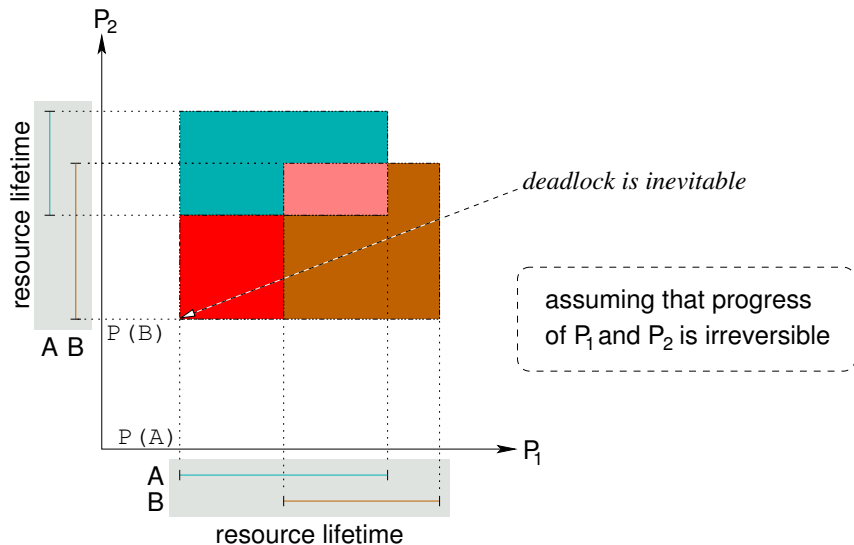 P2
resource lifetime
A B
deadlock is inevitable
assuming that progress
of P1 and P2 is irreversible
P(B)
P(A)
P1
A
B
resource lifetime